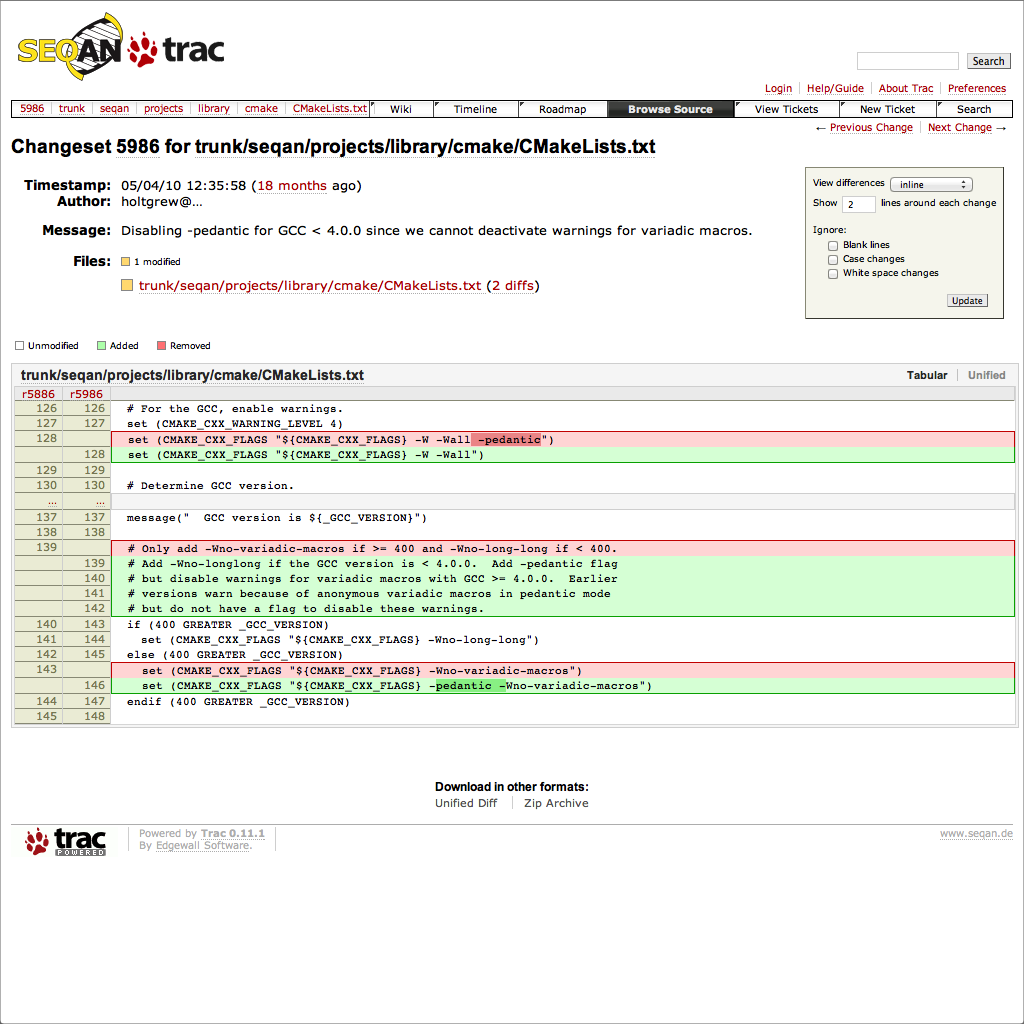 SEQAN trac
Search
Login Help/Guide About Trac Preferences
5986 trunk seqan projects library cmake CMakeLists.txt Wiki Timeline Roadmap Browse Source View Tickets New Ticket Search
← Previous Change Next Change →
Changeset 5986 for trunk/seqan/projects/library/cmake/CMakeLists.txt
Timestamp: 05/04/10 12:35:58 (18 months ago)
Author: holtgrew@...
Message: Disabling -pedantic for GCC < 4.0.0 since we cannot deactivate warnings for variadic macros.
Files: 1 modified
trunk/seqan/projects/library/cmake/CMakeLists.txt (2 diffs)
View differences inline
Show 2 lines around each change
Ignore:
Blank lines
Case changes
White space changes
Update
Unmodified Added Removed
trunk/seqan/projects/library/cmake/CMakeLists.txt Tabular Unified
r5886 r5986
126 126 # For the GCC, enable warnings.
127 127 set (CMAKE_CXX_WARNING_LEVEL 4)
128 set (CMAKE_CXX_FLAGS "${CMAKE_CXX_FLAGS} -W -Wall -pedantic")
128 set (CMAKE_CXX_FLAGS "${CMAKE_CXX_FLAGS} -W -Wall")
129 129
130 130 # Determine GCC version.
... ...
137 137 message("  GCC version is ${_GCC_VERSION}")
138 138
139 # Only add -Wno-variadic-macros if >= 400 and -Wno-long-long if < 400.
139 # Add -Wno-longlong if the GCC version is < 4.0.0.  Add -pedantic flag
140 # but disable warnings for variadic macros with GCC >= 4.0.0.  Earlier
141 # versions warn because of anonymous variadic macros in pedantic mode
142 # but do not have a flag to disable these warnings.
140 143 if (400 GREATER _GCC_VERSION)
141 144 set (CMAKE_CXX_FLAGS "${CMAKE_CXX_FLAGS} -Wno-long-long")
142 145 else (400 GREATER _GCC_VERSION)
143 set (CMAKE_CXX_FLAGS "${CMAKE_CXX_FLAGS} -Wno-variadic-macros")
146 set (CMAKE_CXX_FLAGS "${CMAKE_CXX_FLAGS} -pedantic -Wno-variadic-macros")
144 147 endif (400 GREATER _GCC_VERSION)
145 148
Download in other formats:
Unified Diff Zip Archive
trac POWERED
Powered by Trac 0.11.1
By Edgewall Software.
www.seqan.de